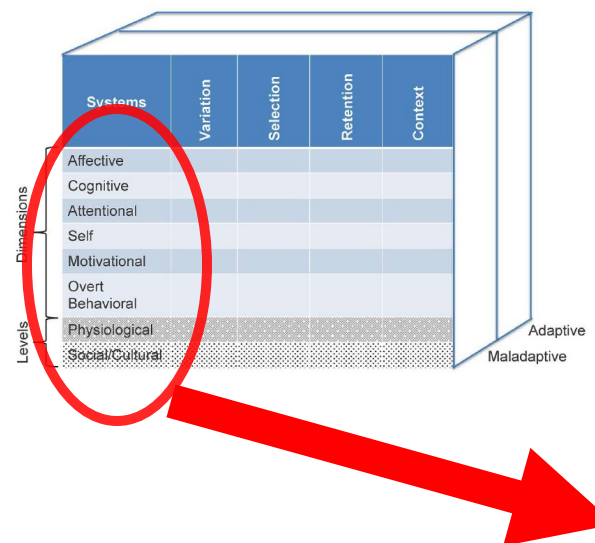 Systems
Variation
Selection
Retention
Context
Dimensions
Affective
Cognitive
Attentional
Self
Motivational
Overt
Behavioral
Levels
Physiological
Social/Cultural
Adaptive
Maladaptive